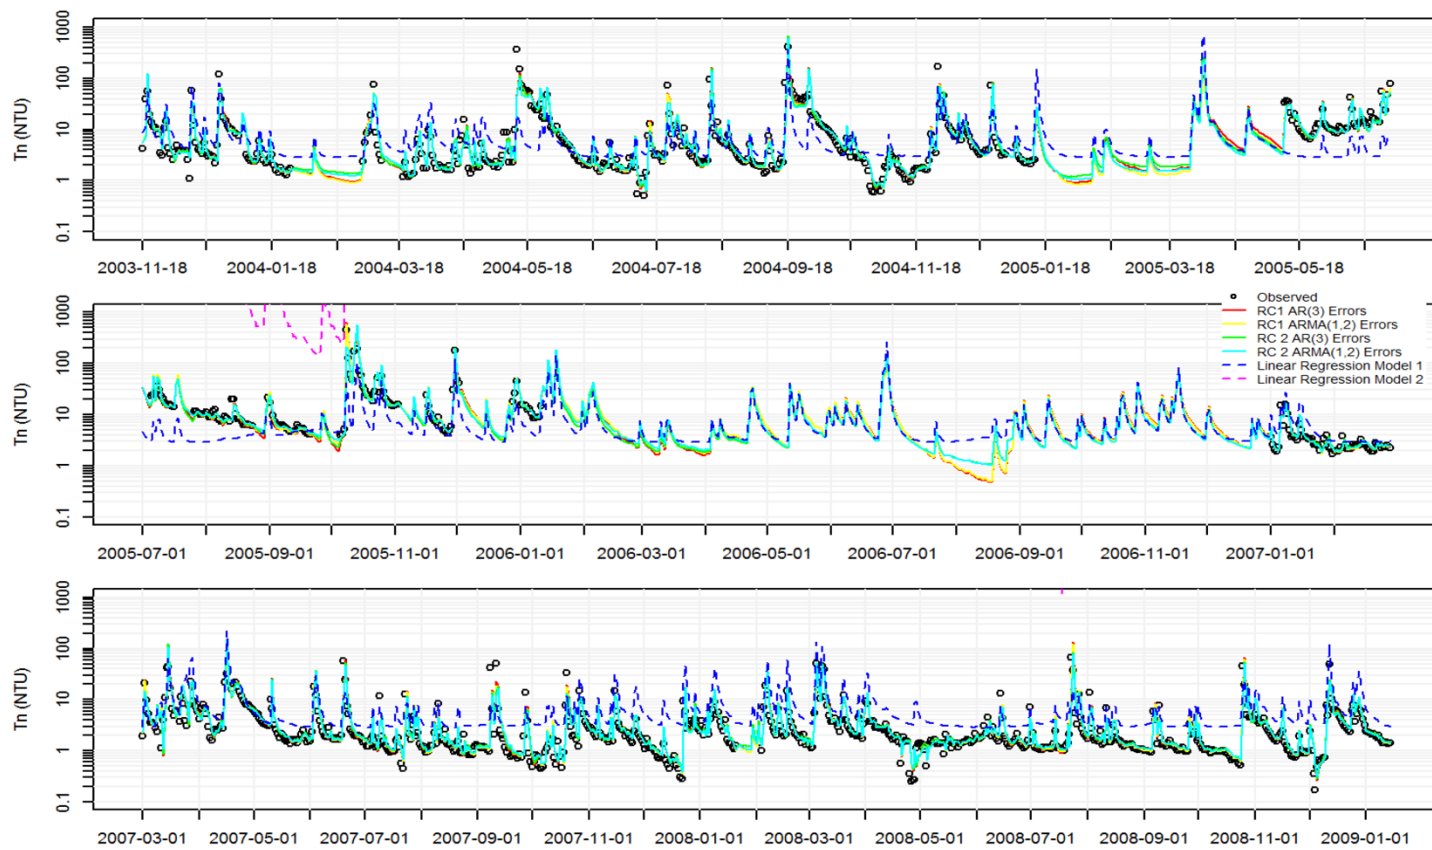 1000
100
10
1
0.1
Tn (NTU)
2003-11-18 2004-01-18 2004-03-18 2004-05-18 2004-07-18 2004-09-18 2004-11-18 2005-01-18 2005-03-18 2005-05-18
Observed
RC1 AR(3) Errors
RC1 ARMA(1,2) Errors
RC 2 AR(3) Errors
RC 2 ARMA(1,2) Errors
Linear Regression Model 1
Linear Regression Model 2
1000
100
10
1
0.1
Tn (NTU)
2005-07-01 2005-09-01 2005-11-01 2006-01-01 2006-03-01 2006-05-01 2006-07-01 2006-09-01 2006-11-01 2007-01-01
1000
100
10
1
0.1
Tn (NTU)
2007-03-01 2007-05-01 2007-07-01 2007-09-01 2007-11-01 2008-01-01 2008-03-01 2008-05-01 2008-07-01 2008-09-01 2008-11-01 2009-01-01